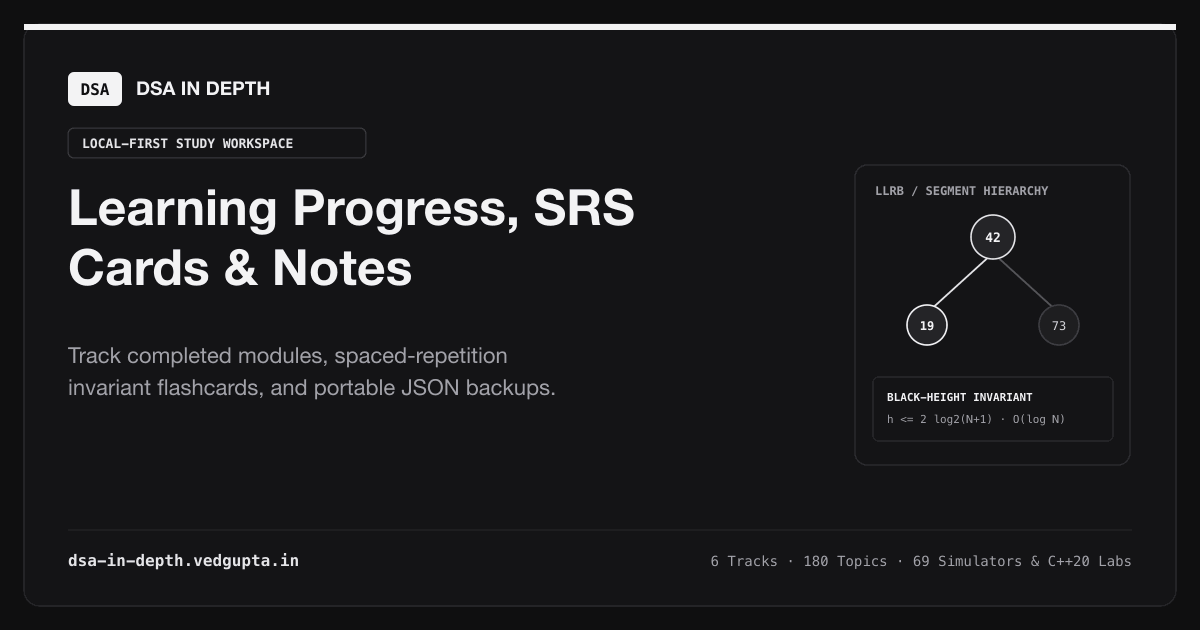 DSA
DSA IN DEPTH
LOCAL-FIRST STUDY WORKSPACE
Learning Progress, SRS
Cards & Notes
Track completed modules, spaced-repetition
invariant flashcards, and portable JSON backups.
LLRB / SEGMENT HIERARCHY
42
19
73
BLACK-HEIGHT INVARIANT
h <= 2 log2(N+1) · O(log N)
dsa-in-depth.vedgupta.in
6 Tracks · 180 Topics · 69 Simulators & C++20 Labs